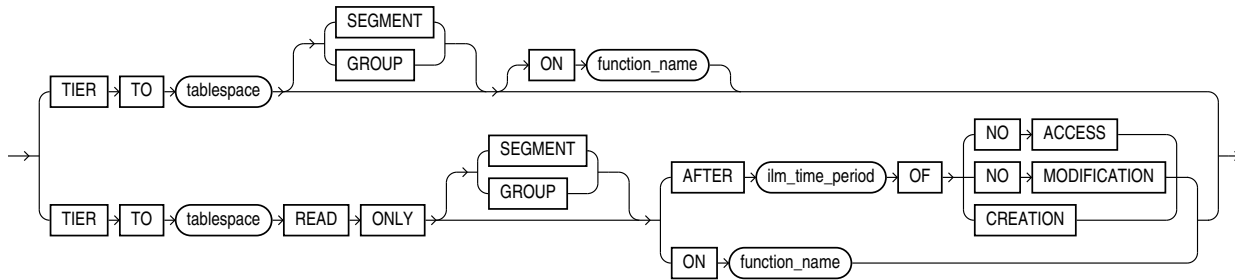 SEGMENT
GROUP
ON function_name
TIER TO tablespace
NO ACCESS
SEGMENT
GROUP
AFTER ilm_time_period OF NO MODIFICATION
CREATION
TIER TO tablespace READ ONLY
ON function_name